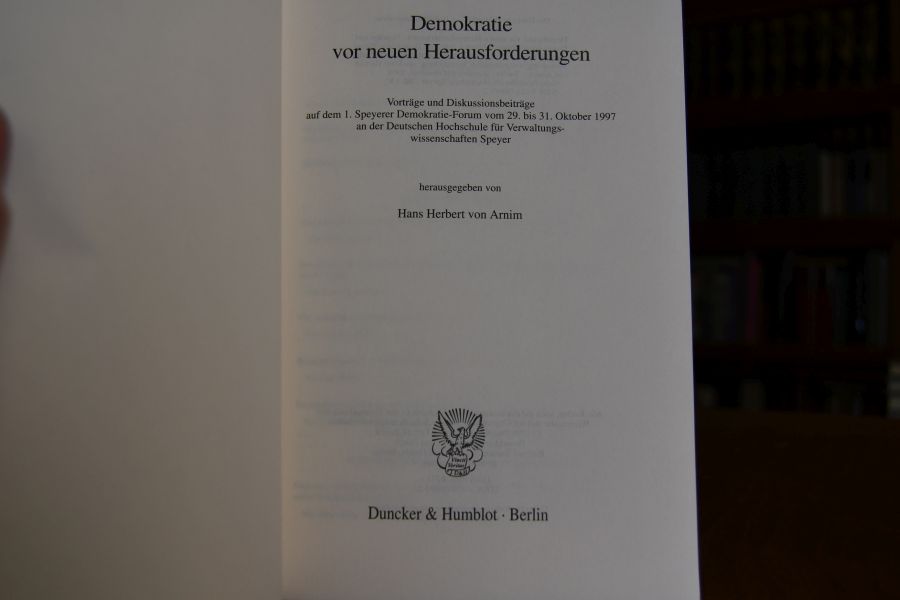 Demokratie
vor neuen Herausforderungen
Vorträge und Diskussionsbeiträge
auf dem 1. Speyerer Demokratie-Forum vom 29. bis 31. Oktober 1997
an der Deutschen Hochschule für Verwaltungs-
wissenschaften Speyer
herausgegeben von
Hans Herbert von Arnim
Duncker & Humblot · Berlin